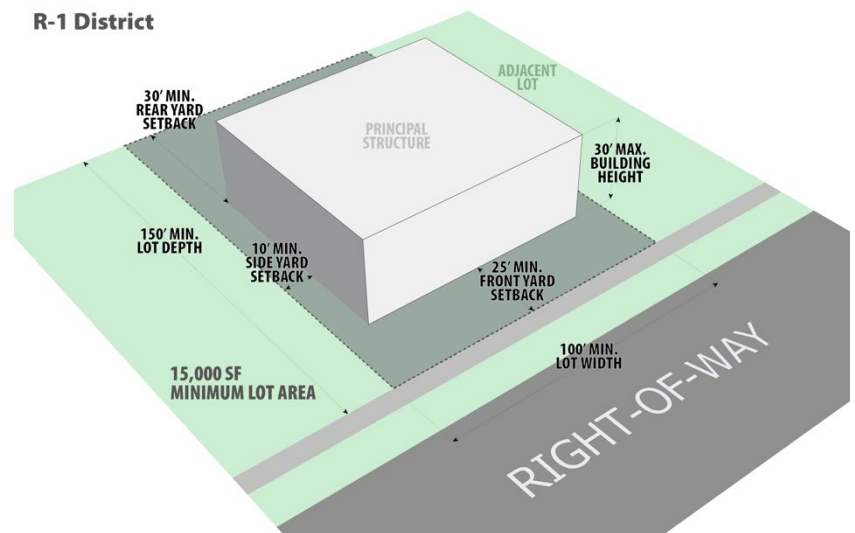 R-1 District
ADJACENT
LOT
30’ MIN.
REAR YARD
SETBACK
PRINCIPAL
STRUCTURE
30’ MAX.
BUILDING
HEIGHT
150’ MIN.
LOT DEPTH
10’ MIN.
SIDE YARD
SETBACK
25’ MIN.
FRONT YARD
SETBACK
100’ MIN.
LOT WIDTH
15,000 SF
MINIMUM LOT AREA
RIGHT-OF-WAY